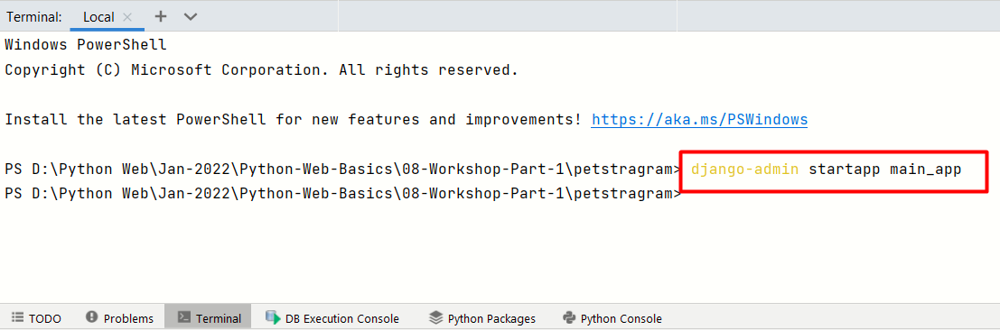 Terminal: Local
Windows PowerShell
Copyright (C) Microsoft Corporation. All rights reserved.
Install the latest PowerShell for new features and improvements! https://aka.ms/PSWindows
PS D:\Python Web\Jan-2022\Python-Web-Basics\08-Workshop-Part-1\petstragram> django-admin startapp main_app
PS D:\Python Web\Jan-2022\Python-Web-Basics\08-Workshop-Part-1\petstragram>
TODO Problems Terminal DB Execution Console Python Packages Python Console